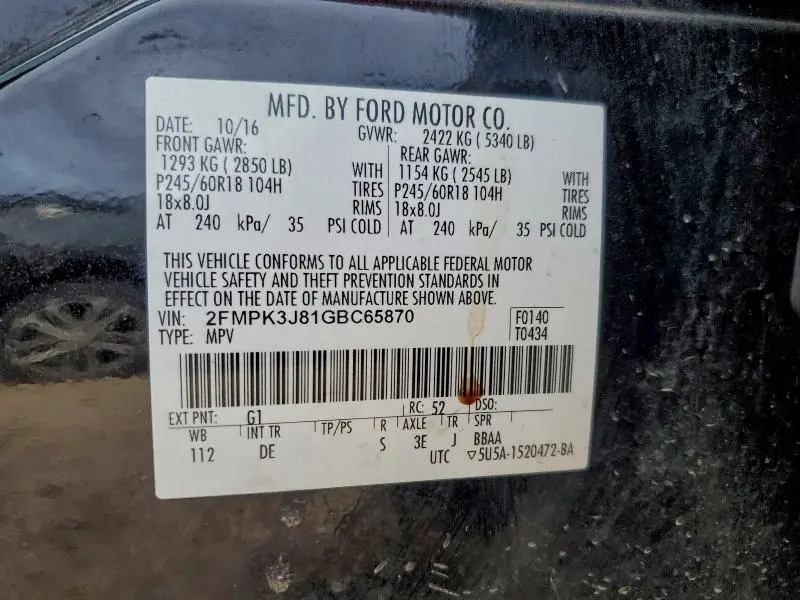 MFD. BY FORD MOTOR CO.
DATE: 10/16 GVWR: 2422 KG ( 5340 LB)
FRONT GAWR: REAR GAWR:
1293 KG ( 2850 LB) WITH 1154 KG ( 2545 LB) WITH
P245/60R18 104H TIRES P245/60R18 104H TIRES
18x8.0J RIMS 18x8.0J RIMS
AT 240 kPa/ 35 PSI COLD AT 240 kPa/ 35 PSI COLD
THIS VEHICLE CONFORMS TO ALL APPLICABLE FEDERAL MOTOR
VEHICLE SAFETY AND THEFT PREVENTION STANDARDS IN
EFFECT ON THE DATE OF MANUFACTURE SHOWN ABOVE.
VIN: 2FMPK3J81GBC65870 F0140
TYPE: MPV T0434
EXT PNT: G1 RC: 52 DSO:
WB INT TR TP/PS R AXLE TR SPR
112 DE S 3E J BBAA
UTC ▽5U5A-1520472-BA